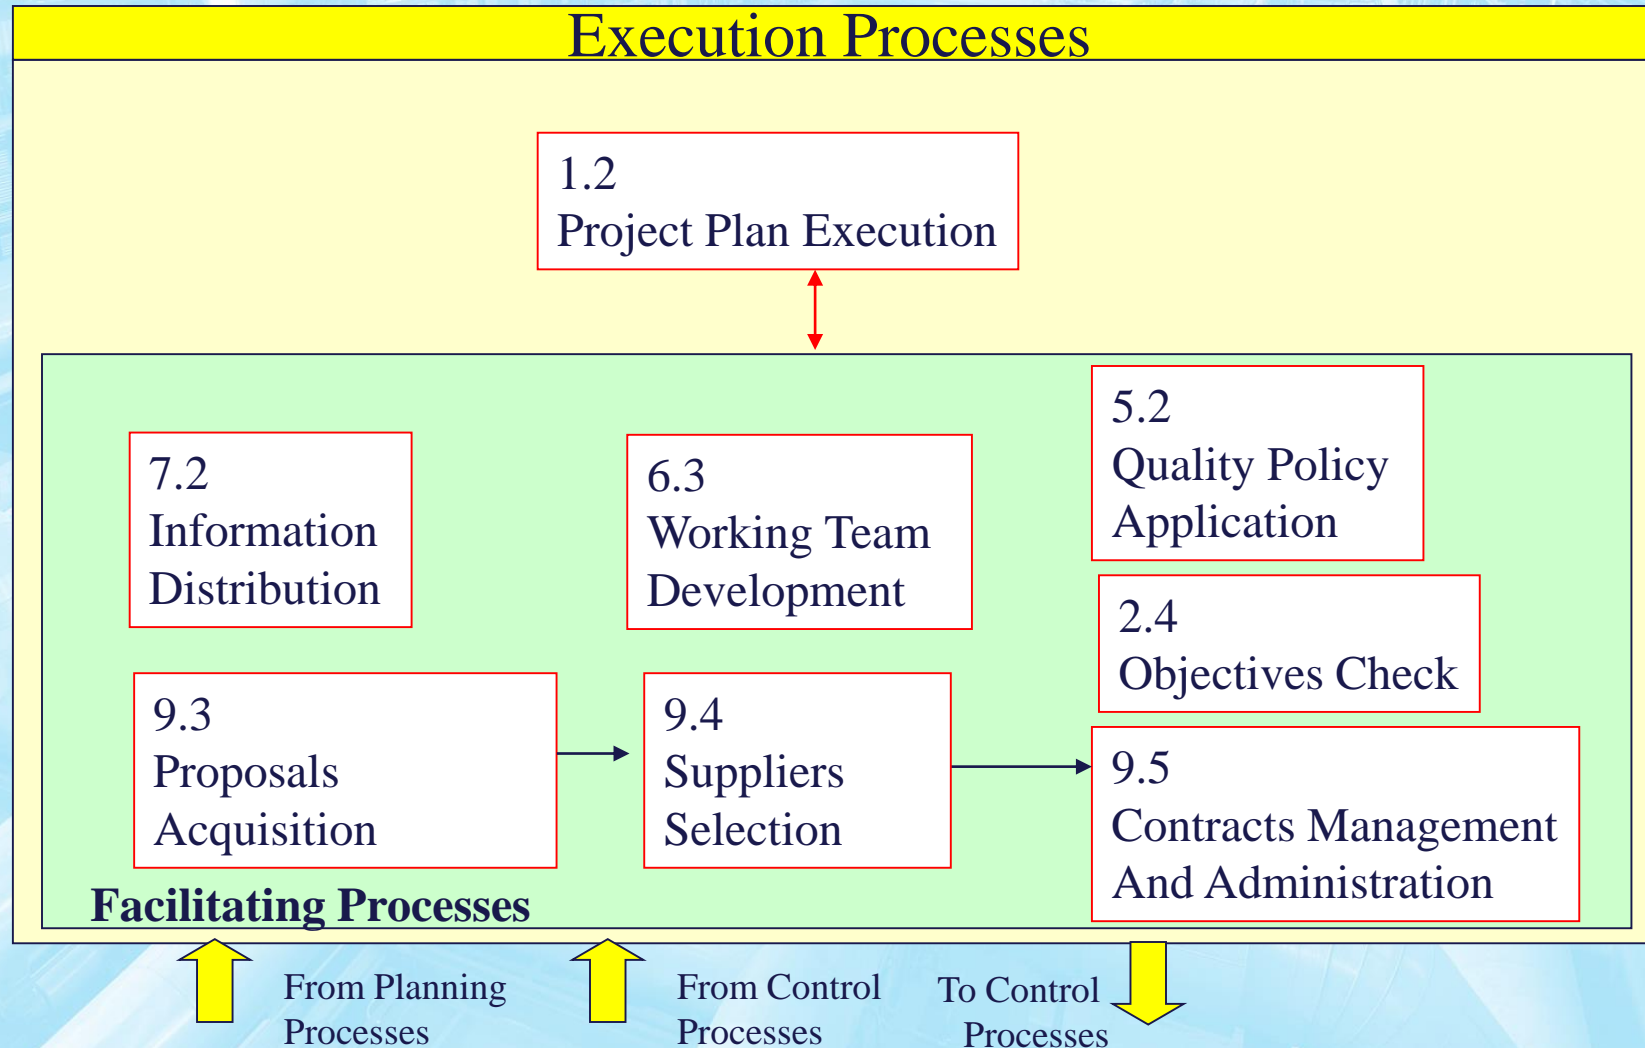 Execution Processes
1.2
Project Plan Execution
7.2
Information
Distribution
6.3
Working Team
Development
5.2
Quality Policy
Application
2.4
Objectives Check
9.3
Proposals
Acquisition
9.4
Suppliers
Selection
9.5
Contracts Management
And Administration
Facilitating Processes
From Planning
Processes
From Control
Processes
To Control
Processes